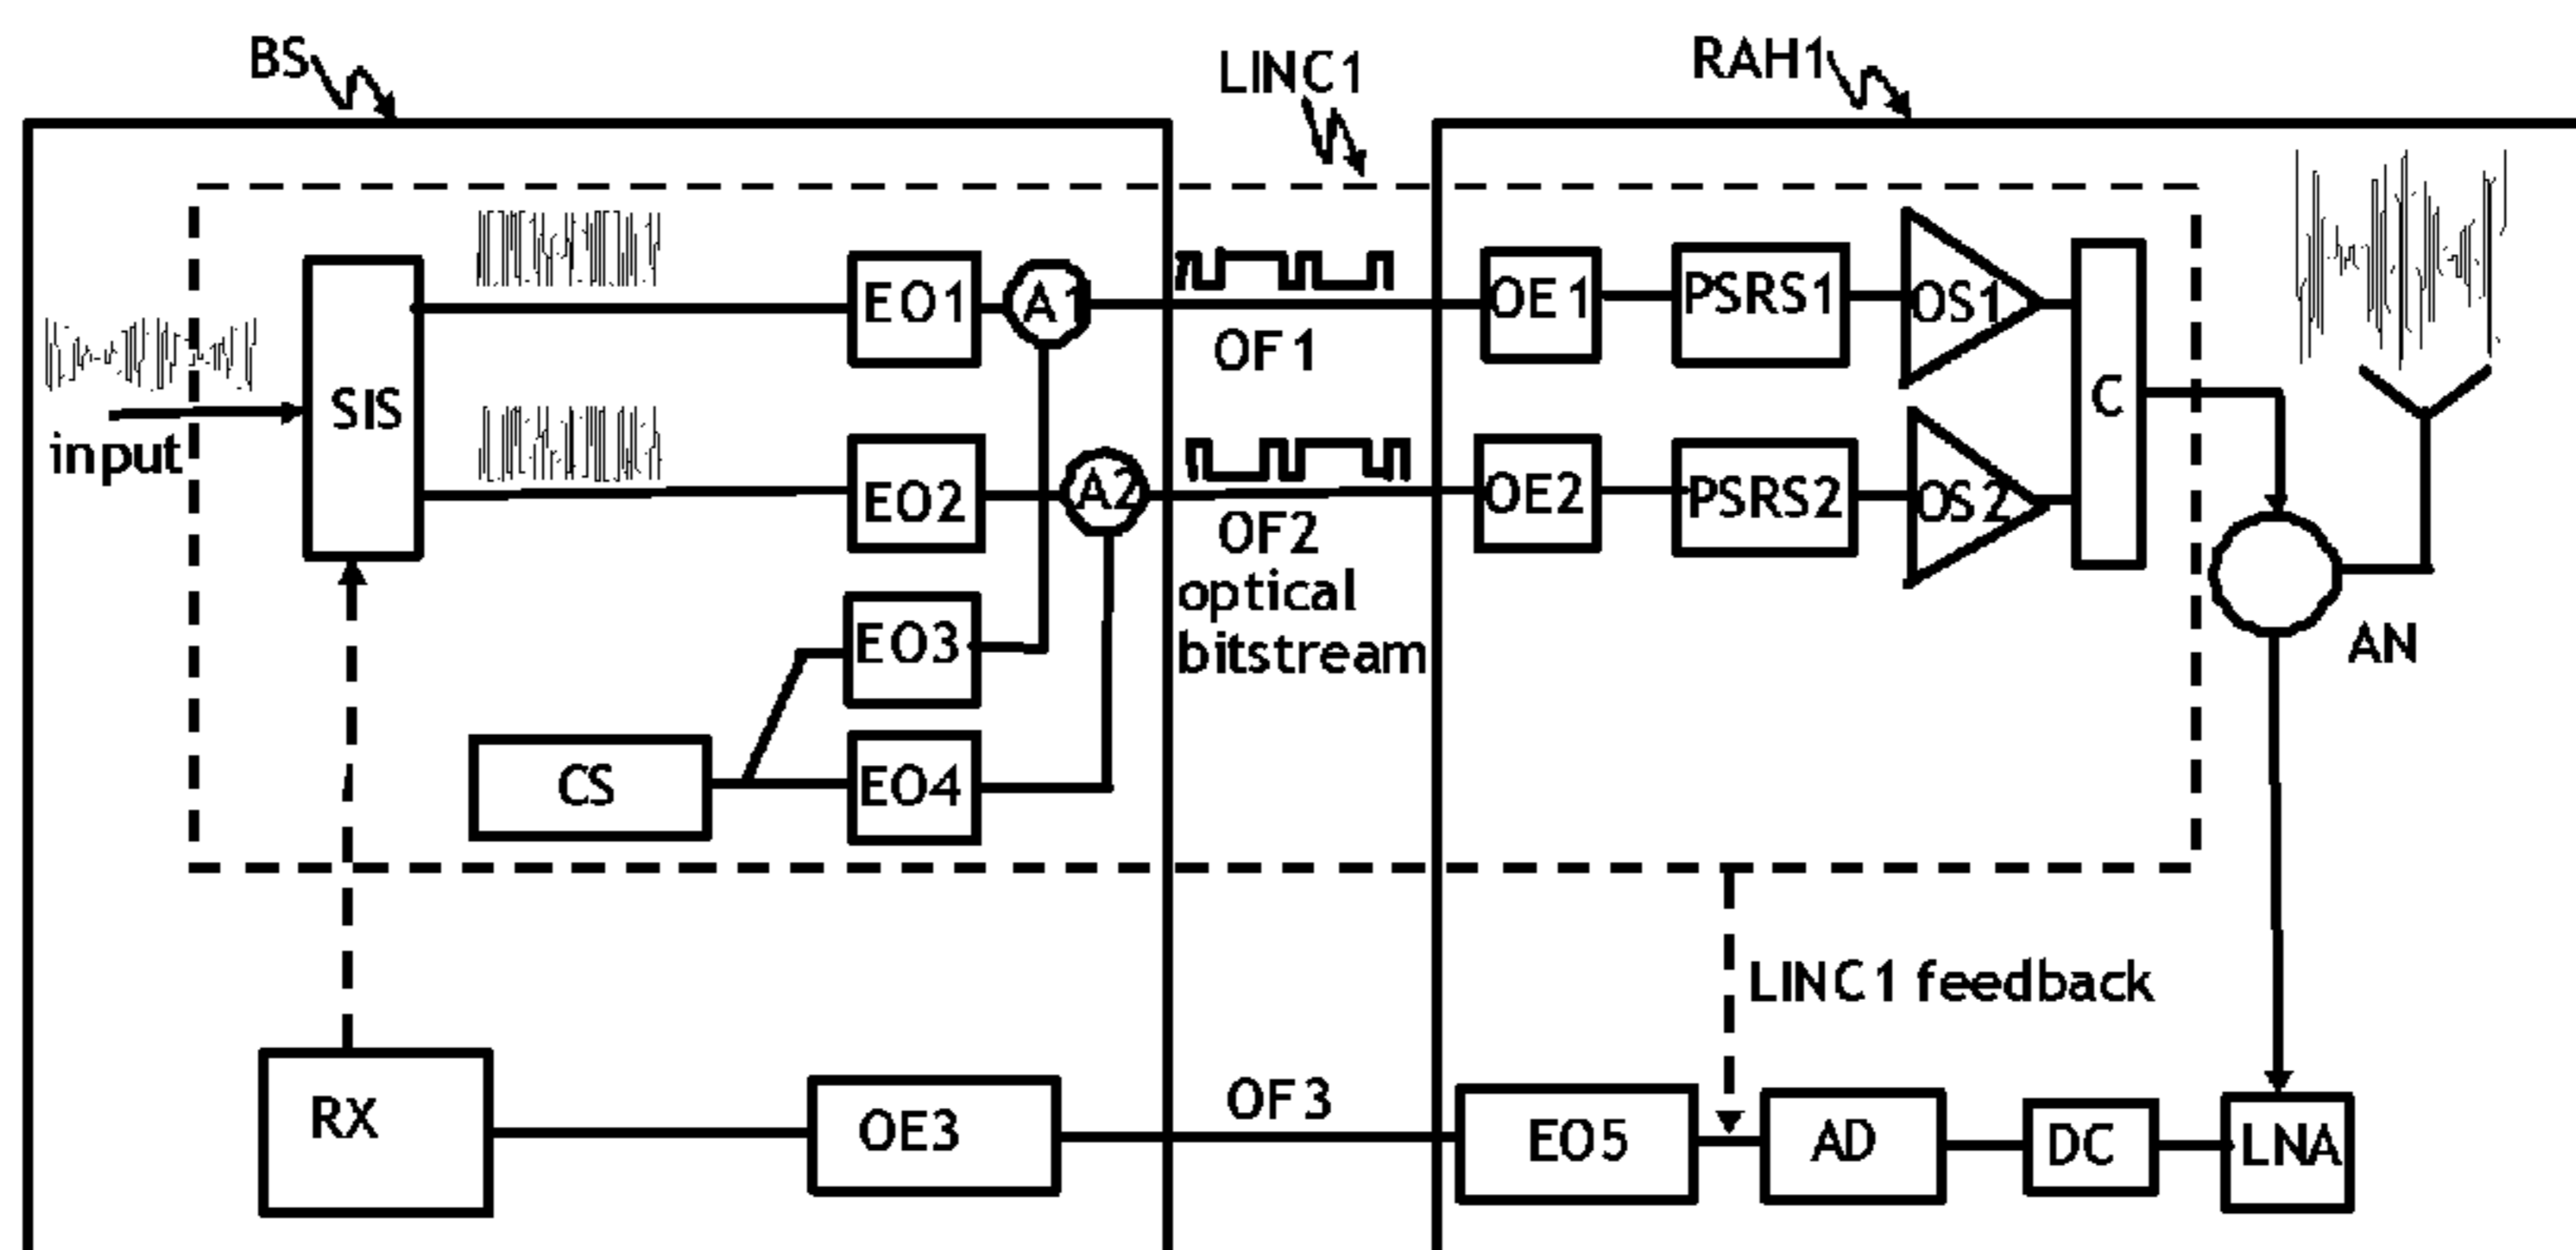 BS
LINC1
RAH1
EO1
A1
OE1
PSRS1
OS1
OF1
input
SIS
C
EO2
A2
OE2
PSRS2
OS2
OF2
optical
bitstream
EO3
AN
CS
EO4
LINC1 feedback
RX
OE3
OF3
EO5
AD
DC
LNA